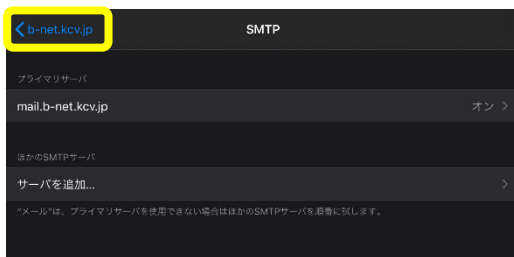 b-net.kcv.jp
SMTP
プライマリサーバ
mail.b-net.kcv.jp オン
ほかのSMTPサーバ
サーバを追加...
"メール"は、プライマリサーバを使用できない場合はほかのSMTPサーバを順番に試します。